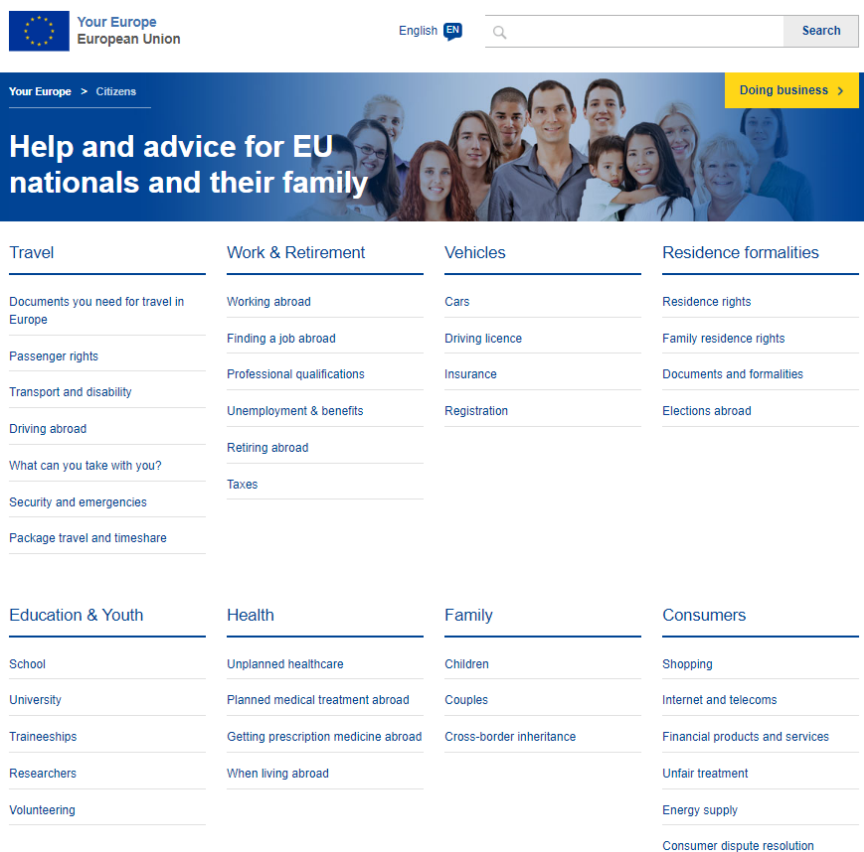 Your Europe
European Union
English EN
Search
Your Europe > Citizens
Doing business >
Help and advice for EU
nationals and their family
Travel
Documents you need for travel in
Europe
Passenger rights
Transport and disability
Driving abroad
What can you take with you?
Security and emergencies
Package travel and timeshare
Work & Retirement
Working abroad
Finding a job abroad
Professional qualifications
Unemployment & benefits
Retiring abroad
Taxes
Vehicles
Cars
Driving licence
Insurance
Registration
Residence formalities
Residence rights
Family residence rights
Documents and formalities
Elections abroad
Education & Youth
School
University
Traineeships
Researchers
Volunteering
Health
Unplanned healthcare
Planned medical treatment abroad
Getting prescription medicine abroad
When living abroad
Family
Children
Couples
Cross-border inheritance
Consumers
Shopping
Internet and telecoms
Financial products and services
Unfair treatment
Energy supply
Consumer dispute resolution